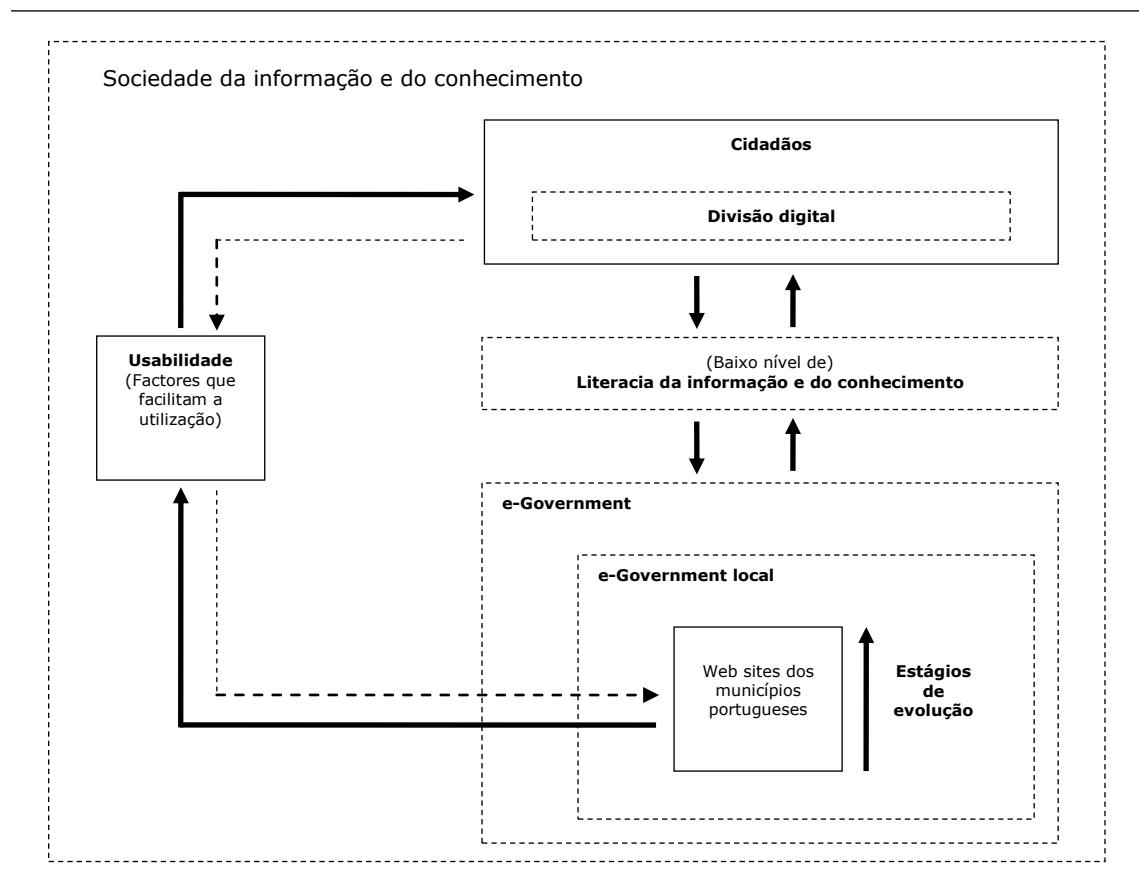 Sociedade da informação e do conhecimento
Cidadãos
Divisão digital
Usabilidade
(Factores que
facilitam a
utilização)
(Baixo nível de)
Literacia da informação e do conhecimento
e-Government
e-Government local
Web sites dos
municípios
portugueses
Estágios
de
evolução